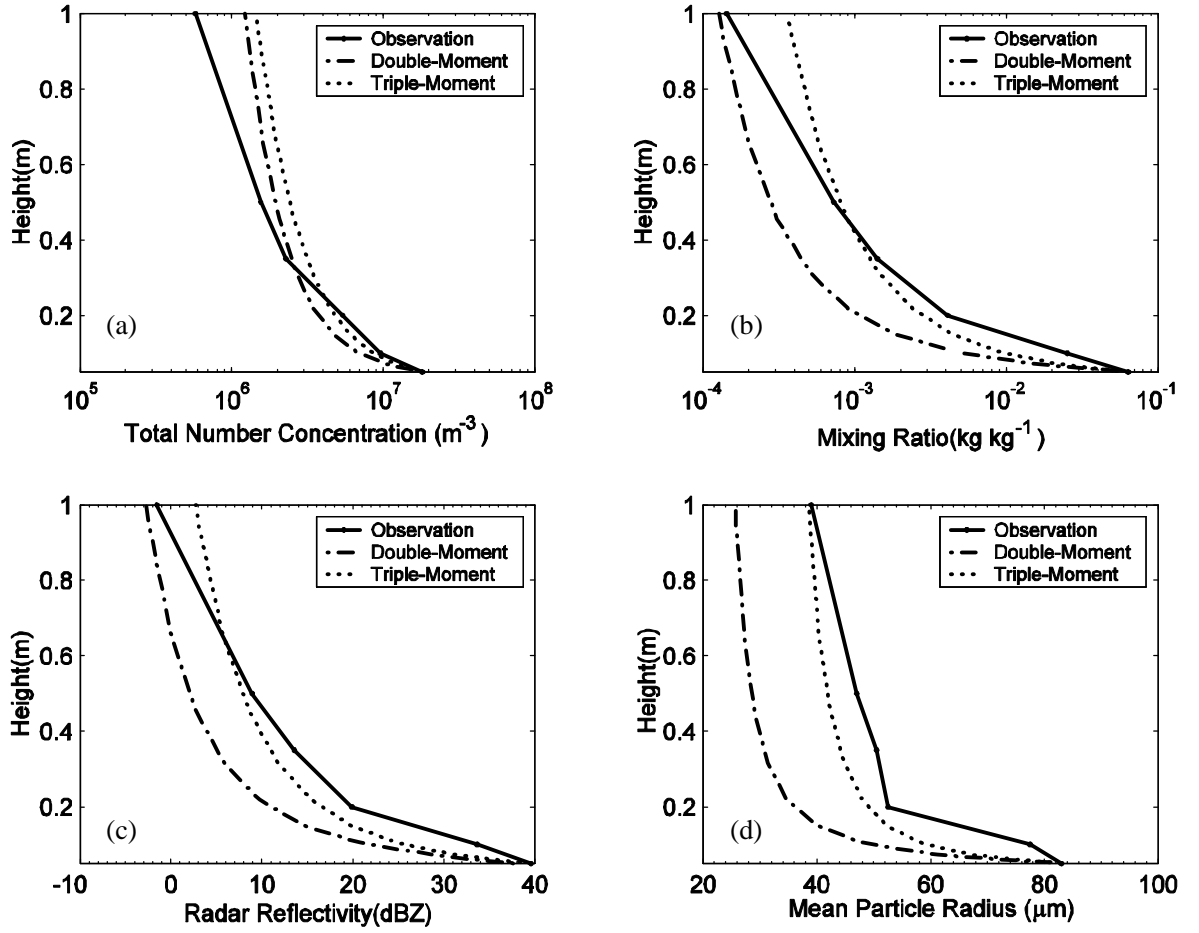 1
0.8
0.6
0.4
0.2
Height(m)
Observation
Double-Moment
Triple-Moment
(a)
10^5
10^6
10^7
10^8
Total Number Concentration (m^-3)
1
0.8
0.6
0.4
0.2
Height(m)
Observation
Double-Moment
Triple-Moment
(b)
10^-4
10^-3
10^-2
10^-1
Mixing Ratio(kg kg^-1)
1
0.8
0.6
0.4
0.2
Height(m)
Observation
Double-Moment
Triple-Moment
(c)
-10
0
10
20
30
40
Radar Reflectivity(dBZ)
1
0.8
0.6
0.4
0.2
Height(m)
Observation
Double-Moment
Triple-Moment
(d)
20
40
60
80
100
Mean Particle Radius (μm)